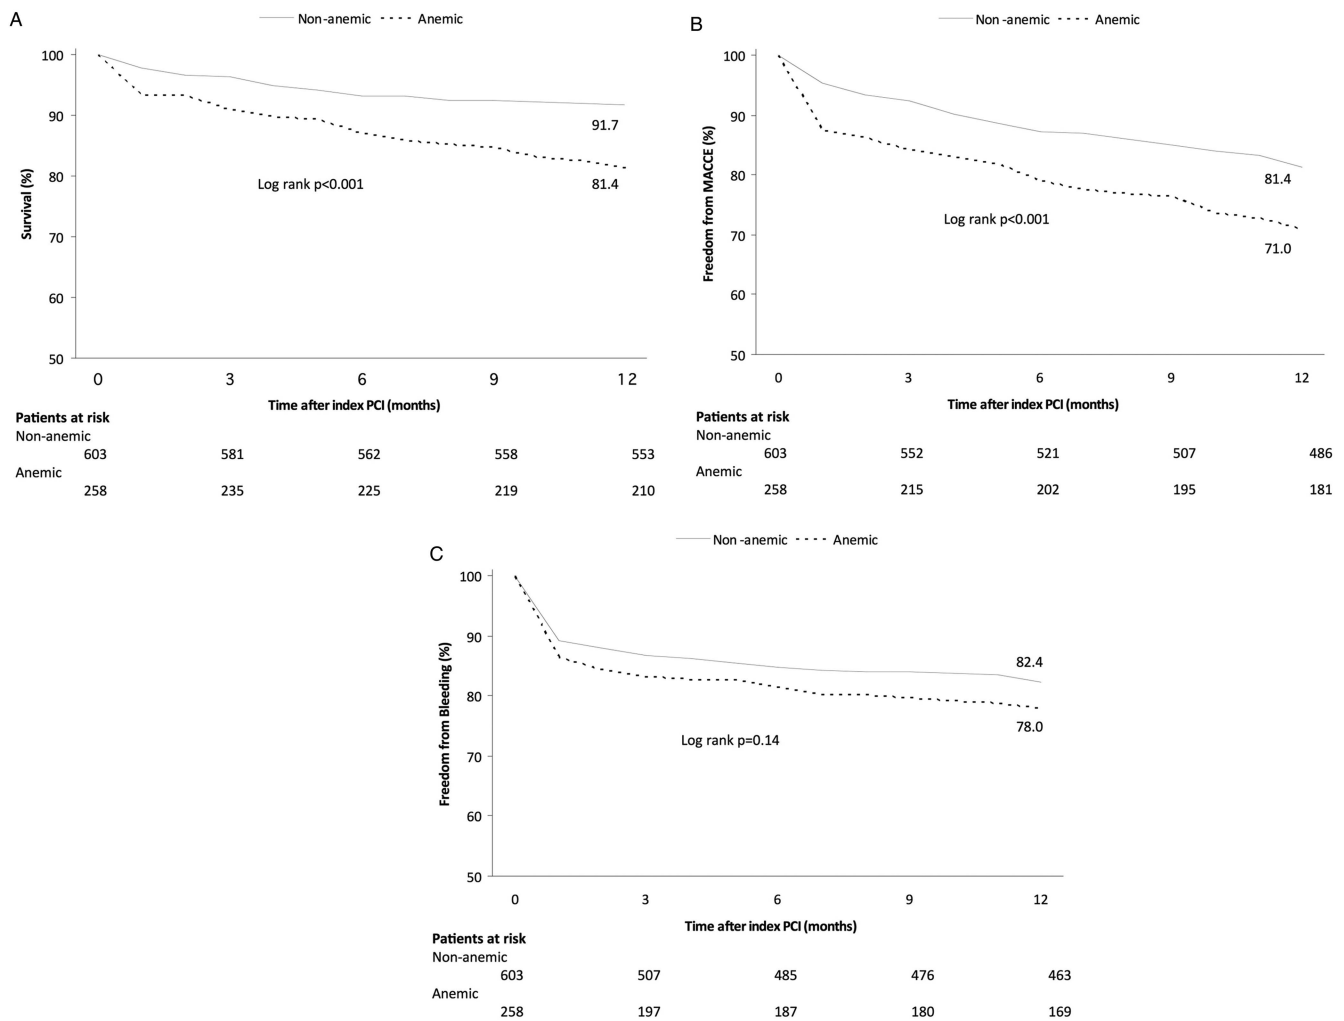 A
Non-anemic Anemic
100
90
80
70
60
50
Survival (%)
91.7
81.4
Log rank p<0.001
0 3 6 9 12
Time after index PCI (months)
Patients at risk
Non-anemic
603 581 562 558 553
Anemic
258 235 225 219 210
B
Non-anemic Anemic
100
90
80
70
60
50
Freedom from MACCE (%)
81.4
Log rank p<0.001
71.0
0 3 6 9 12
Time after index PCI (months)
Patients at risk
Non-anemic
603 552 521 507 486
Anemic
258 215 202 195 181
C
Non-anemic Anemic
100
90
80
70
60
50
Freedom from Bleeding (%)
82.4
78.0
Log rank p=0.14
0 3 6 9 12
Time after index PCI (months)
Patients at risk
Non-anemic
603 507 485 476 463
Anemic
258 197 187 180 169